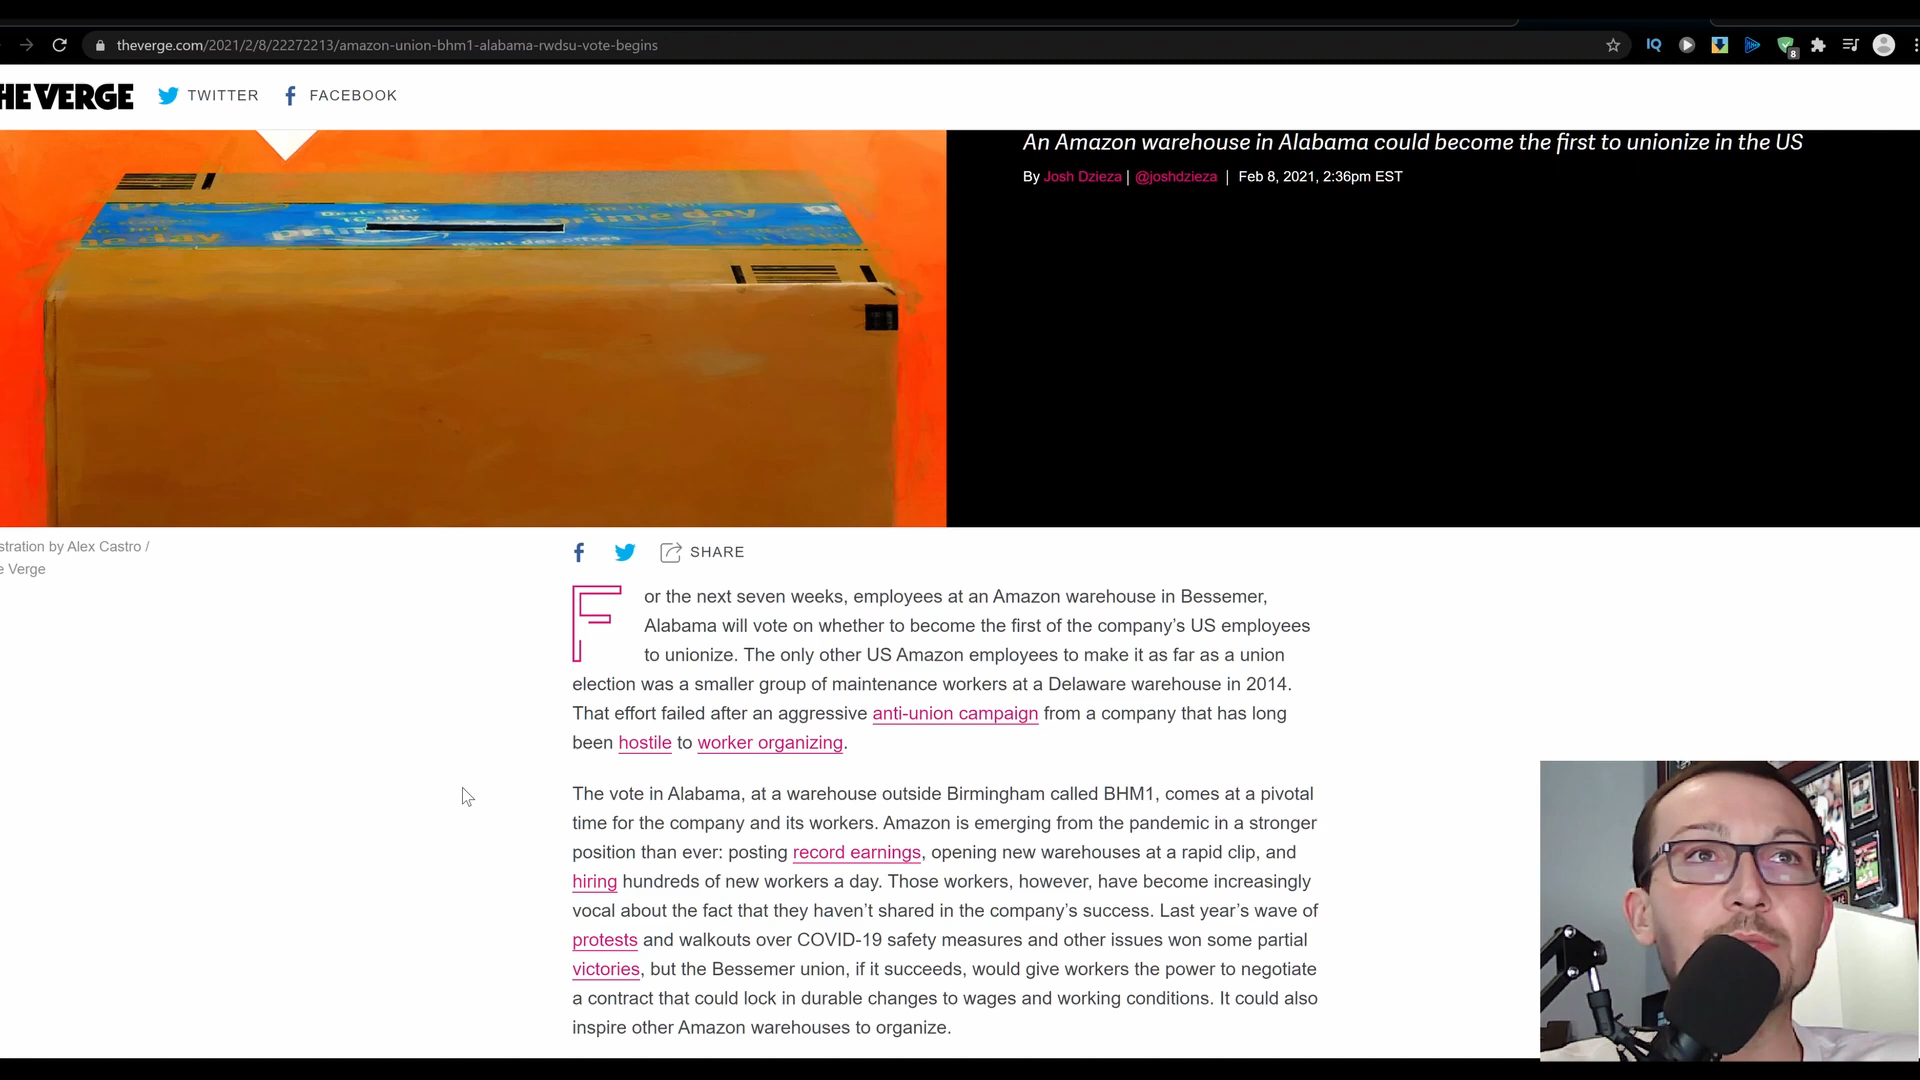 theverge.com/2021/2/8/22272213/amazon-union-bhm1-alabama-rwdsu-vote-begins
IQ
8
HE VERGE
TWITTER
FACEBOOK
An Amazon warehouse in Alabama could become the first to unionize in the US
By Josh Dzieza | @joshdzieza | Feb 8, 2021, 2:36pm EST
prime day
stration by Alex Castro /
e Verge
SHARE
For the next seven weeks, employees at an Amazon warehouse in Bessemer,
Alabama will vote on whether to become the first of the company’s US employees
to unionize. The only other US Amazon employees to make it as far as a union
election was a smaller group of maintenance workers at a Delaware warehouse in 2014.
That effort failed after an aggressive anti-union campaign from a company that has long
been hostile to worker organizing.
The vote in Alabama, at a warehouse outside Birmingham called BHM1, comes at a pivotal
time for the company and its workers. Amazon is emerging from the pandemic in a stronger
position than ever: posting record earnings, opening new warehouses at a rapid clip, and
hiring hundreds of new workers a day. Those workers, however, have become increasingly
vocal about the fact that they haven’t shared in the company’s success. Last year’s wave of
protests and walkouts over COVID-19 safety measures and other issues won some partial
victories, but the Bessemer union, if it succeeds, would give workers the power to negotiate
a contract that could lock in durable changes to wages and working conditions. It could also
inspire other Amazon warehouses to organize.